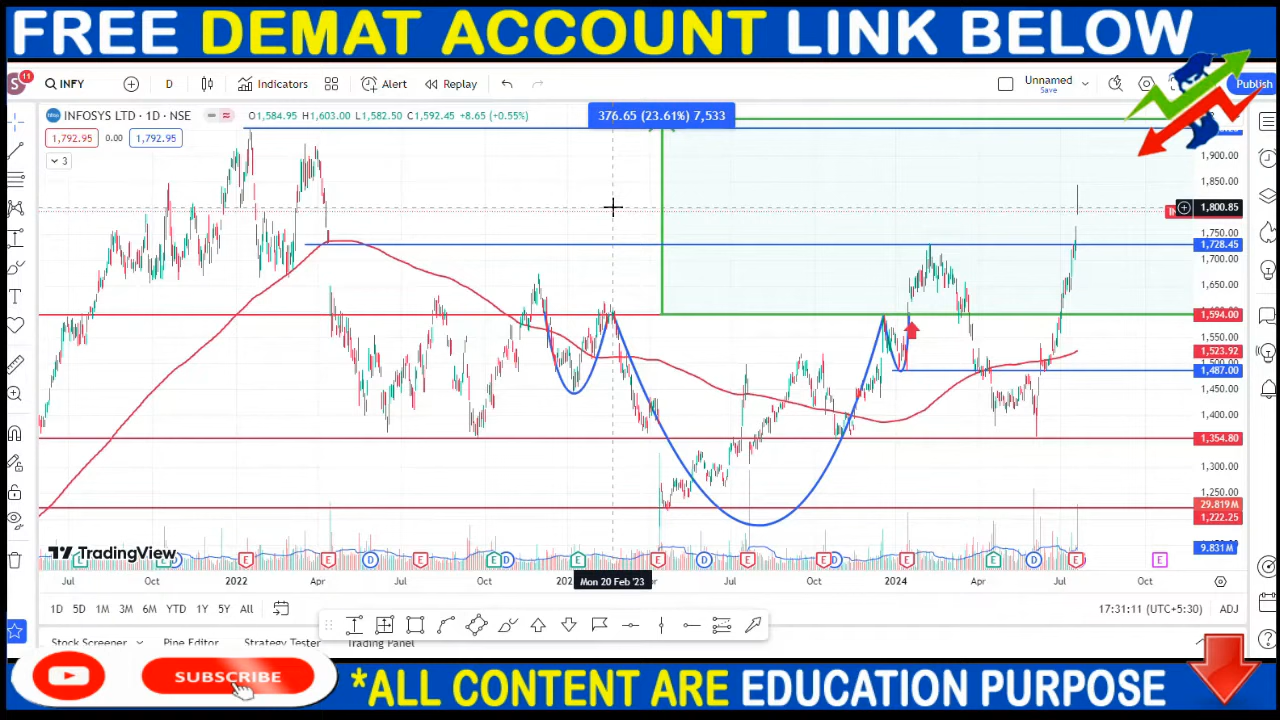 FREE DEMAT ACCOUNT LINK BELOW
S 11 INFY D Indicators Alert Replay Unnamed Save Publish
INFOSYS LTD · 1D · NSE O1,584.95 H1,603.00 L1,582.50 C1,592.45 +8.65 (+0.55%)
376.65 (23.61%) 7,533
1,792.95 0.00 1,792.95
3
1,900.00
1,850.00
1,800.85
1,750.00
1,728.45
1,700.00
1,650.00
1,594.00
1,550.00
1,523.92
1,487.00
1,450.00
1,400.00
1,354.80
1,300.00
1,250.00
29.819M
1,222.25
9.831M
TradingView
E E D E E D E E D E E D E E D E E
Jul Oct 2022 Apr Jul Oct Mon 20 Feb '23 Jul Oct 2024 Apr Jul Oct
1D 5D 1M 3M 6M YTD 1Y 5Y All 17:31:11 (UTC+5:30) ADJ
Stock Screener Pine Editor Strategy Tester Trading Panel
SUBSCRIBE
*ALL CONTENT ARE EDUCATION PURPOSE